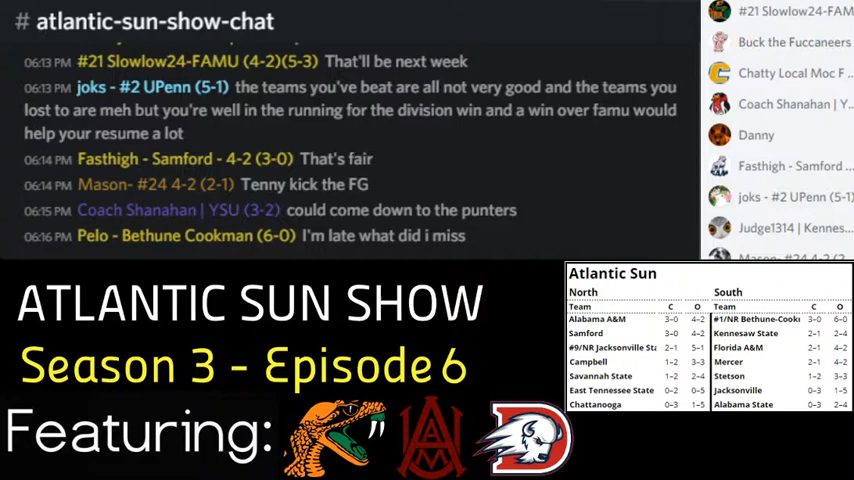 # atlantic-sun-show-chat
06:13 PM #21 Slowlow24-FAMU (4-2)(5-3) That'll be next week
06:13 PM joks - #2 UPenn (5-1) the teams you've beat are all not very good and the teams you
lost to are meh but you're well in the running for the division win and a win over famu would
help your resume a lot
06:14 PM Fasthigh - Samford - 4-2 (3-0) That's fair
06:14 PM Mason- #24 4-2 (2-1) Tenny kick the FG
06:15 PM Coach Shanahan | YSU (3-2) could come down to the punters
06:16 PM Pelo - Bethune Cookman (6-0) I'm late what did i miss
#21 Slowlow24-FAM
Buck the Fuccaneers
Chatty Local Moc F
Coach Shanahan | Y...
Danny
Fasthigh - Samford ...
joks - #2 UPenn (5-1)
Judge1314 | Kennes...
ATLANTIC SUN SHOW
Season 3 - Episode 6
Featuring:
Atlantic Sun
North South
Team C O Team C O
Alabama A&M 3-0 4-2 #1/NR Bethune-Cook 3-0 6-0
Samford 3-0 4-2 Kennesaw State 2-1 4-2
#9/NR Jacksonville Sta 2-1 5-1 Florida A&M 2-1 4-2
Campbell 1-2 3-3 Mercer 2-1 4-2
Savannah State 1-2 2-4 Stetson 1-2 3-3
East Tennessee State 0-2 0-5 Jacksonville 0-3 1-5
Chattanooga 0-3 1-5 Alabama State 0-3 2-4